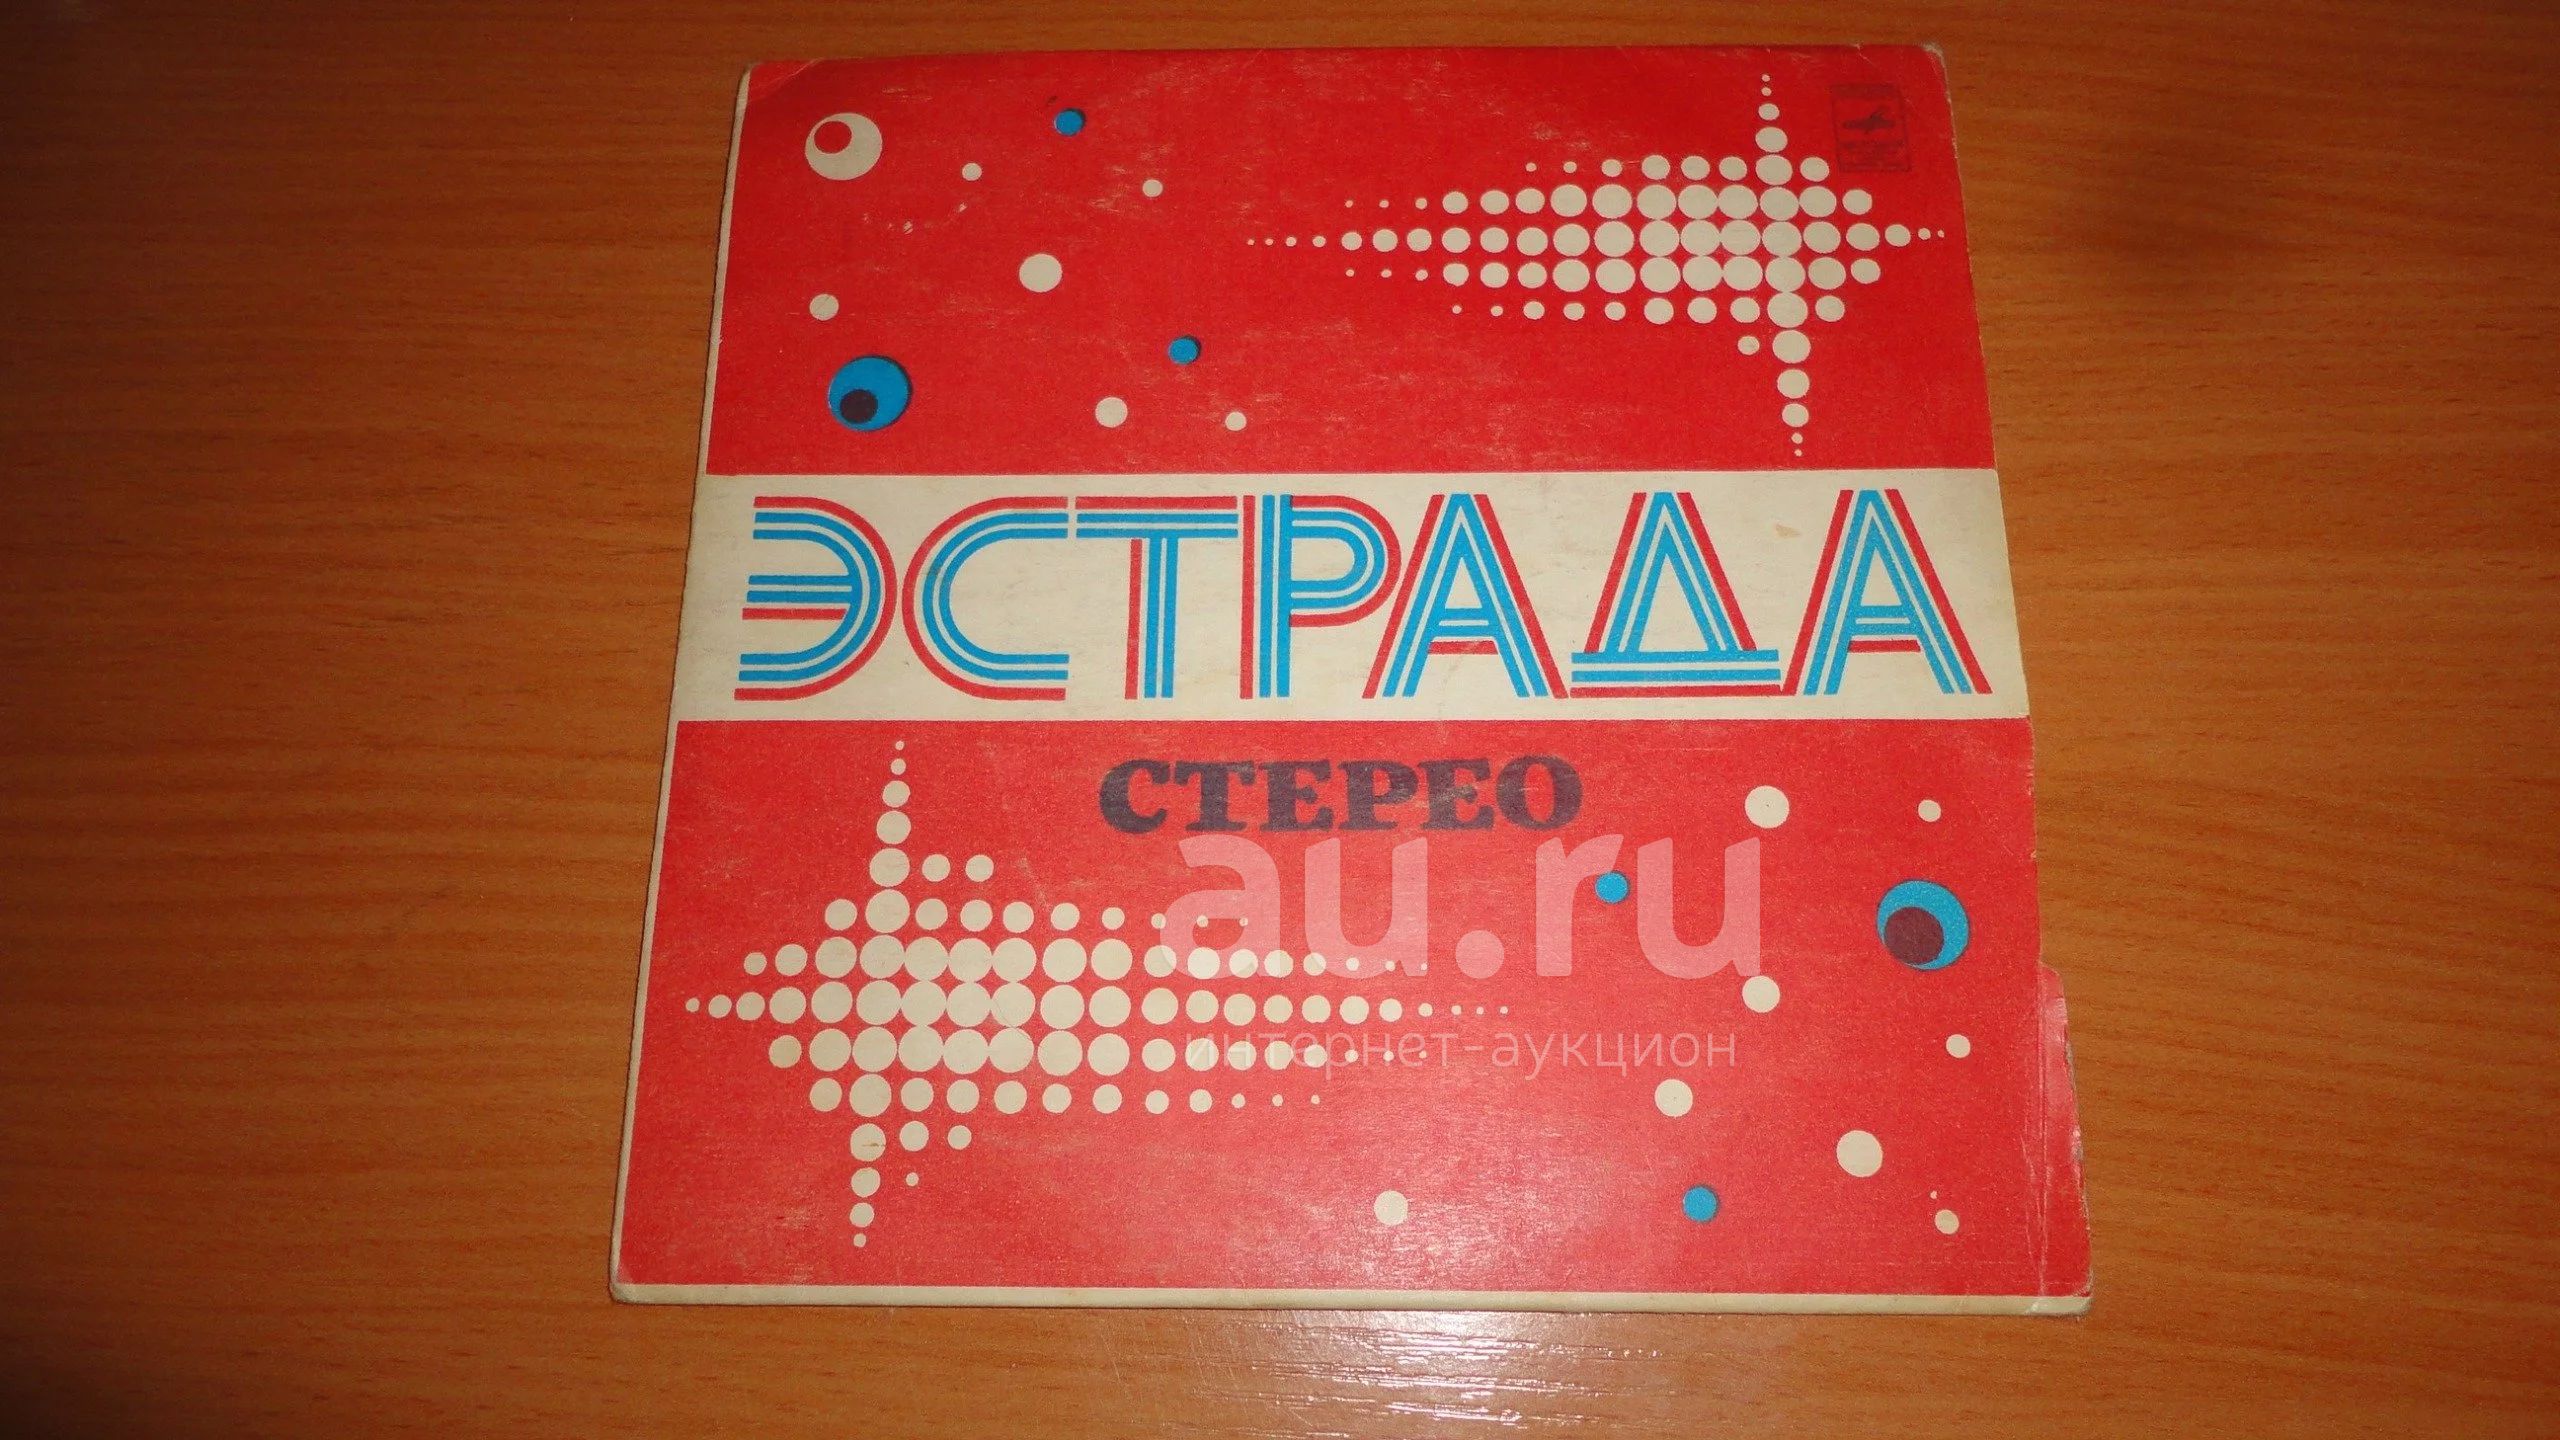 ЭСТРАДА
СТЕРЕО
au.ru
интернет-аукцион